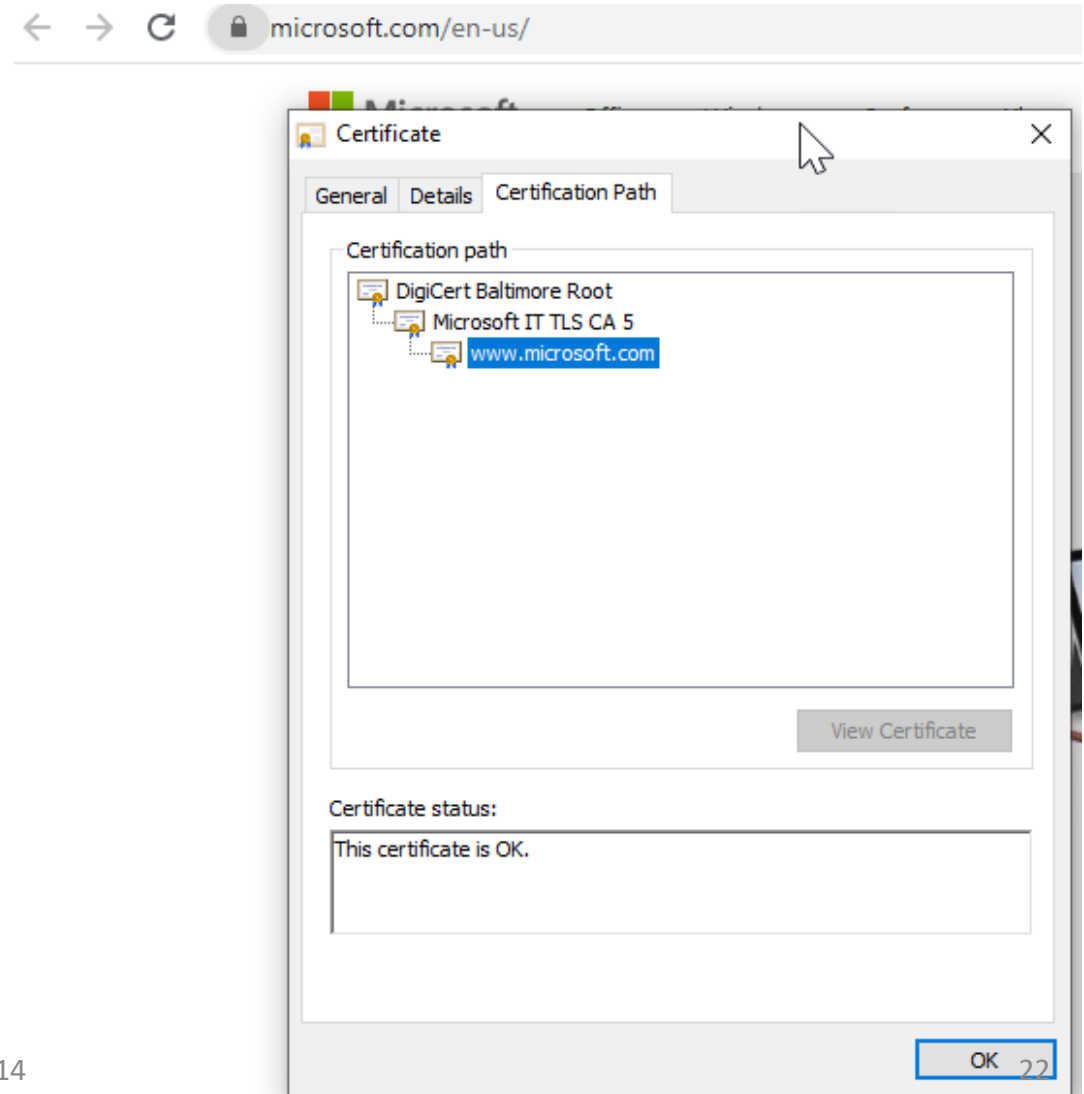 microsoft.com/en-us/
Certificate
General Details Certification Path
Certification path
DigiCert Baltimore Root
Microsoft IT TLS CA 5
www.microsoft.com
View Certificate
Certificate status:
This certificate is OK.
OK
14
22